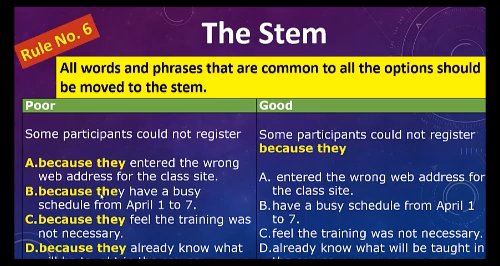 Rule No. 6
The Stem
All words and phrases that are common to all the options should
be moved to the stem.
Poor
Some participants could not register
A.because they entered the wrong
web address for the class site.
B.because they have a busy
schedule from April 1 to 7.
C.because they feel the training was
not necessary.
D.because they already know what
Good
Some participants could not register
because they
A. entered the wrong web address for
the class site.
B.have a busy schedule from April 1
to 7.
C.feel the training was not necessary.
D.already know what will be taught in